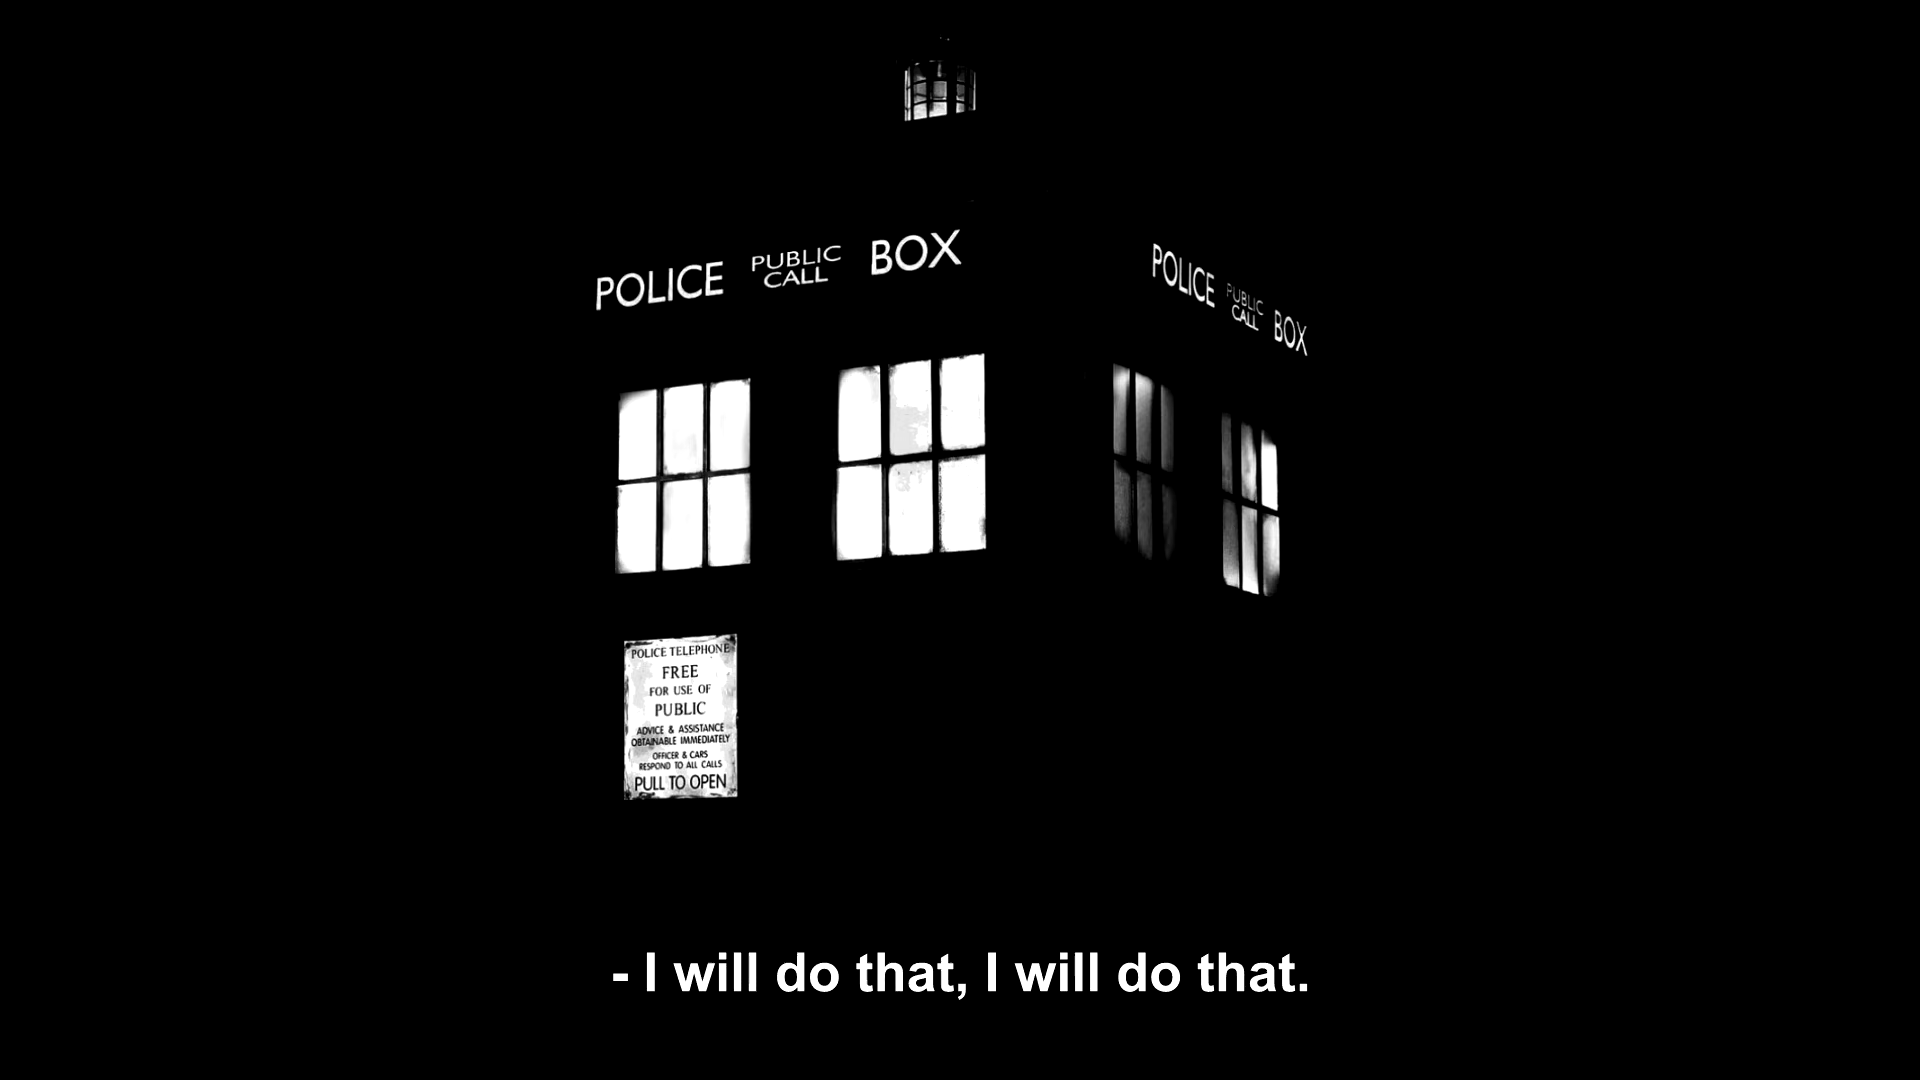 POLICE PUBLIC CALL BOX
POLICE PUBLIC CALL BOX
POLICE TELEPHONE
FREE
FOR USE OF
PUBLIC
ADVICE & ASSISTANCE
OBTAINABLE IMMEDIATELY
OFFICER & CARS
RESPOND TO ALL CALLS
PULL TO OPEN
- I will do that, I will do that.